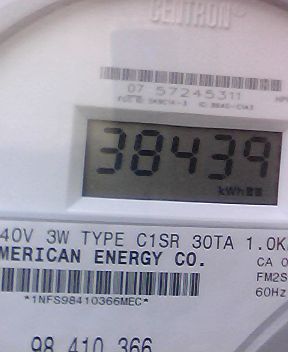 CENTRON®
07 57245311
38439
kWh
40V 3W TYPE C1SR 30TA 1.0K
MERICAN ENERGY CO.
CA 0
FM2S
60Hz
*1NFS98410366MEC*
98 410 366